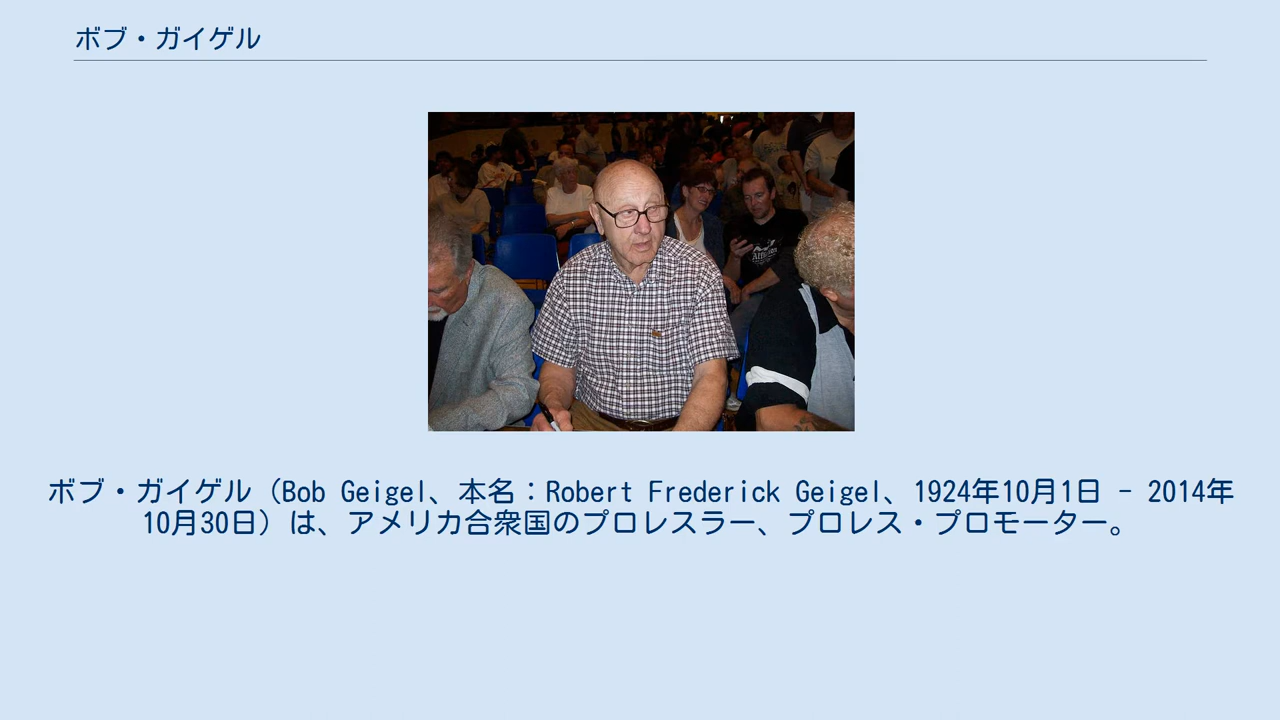 ボブ・ガイゲル
ボブ・ガイゲル（Bob Geigel、本名：Robert Frederick Geigel、1924年10月1日 - 2014年
10月30日）は、アメリカ合衆国のプロレスラー、プロレス・プロモーター。